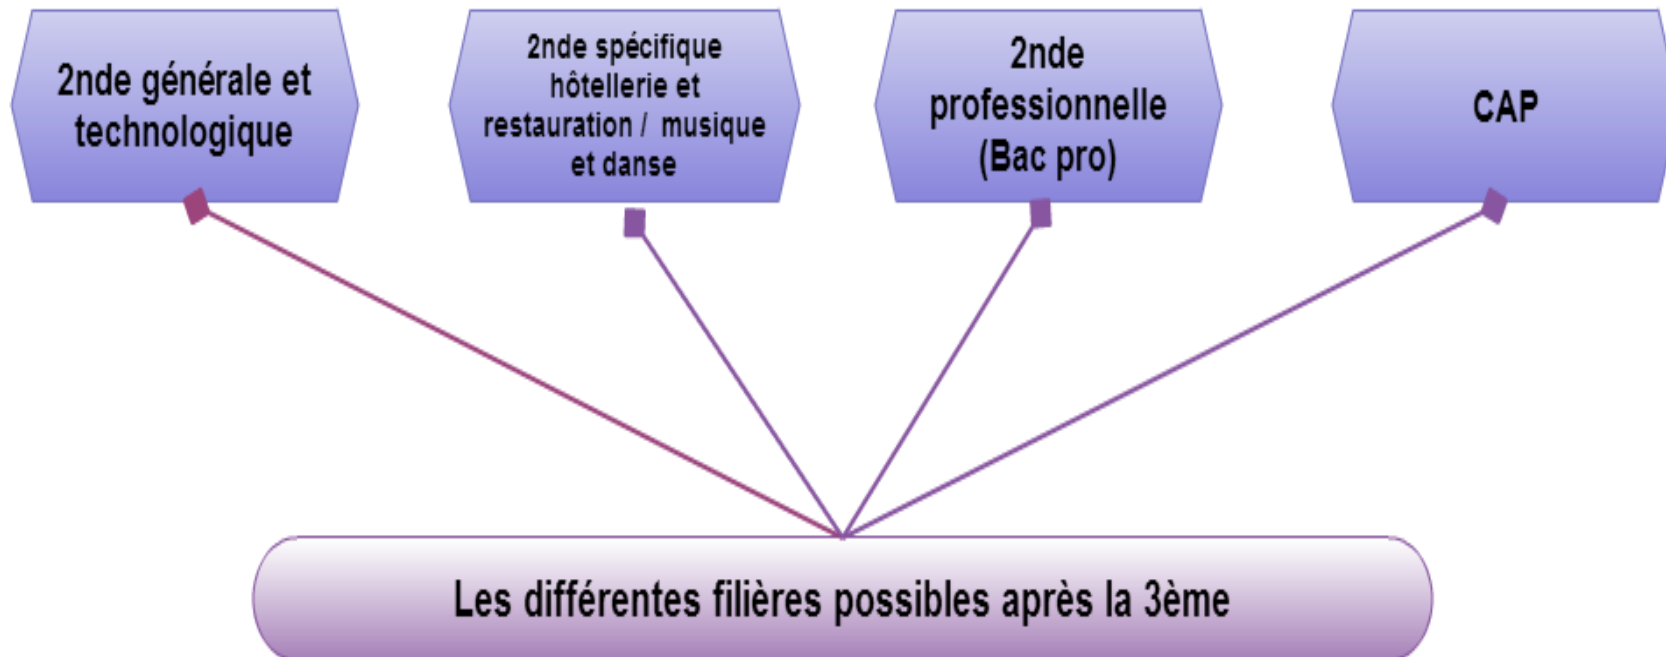 2nde générale et
technologique
2nde spécifique
hôtellerie et
restauration / musique
et danse
2nde
professionnelle
(Bac pro)
CAP
Les différentes filières possibles après la 3ème